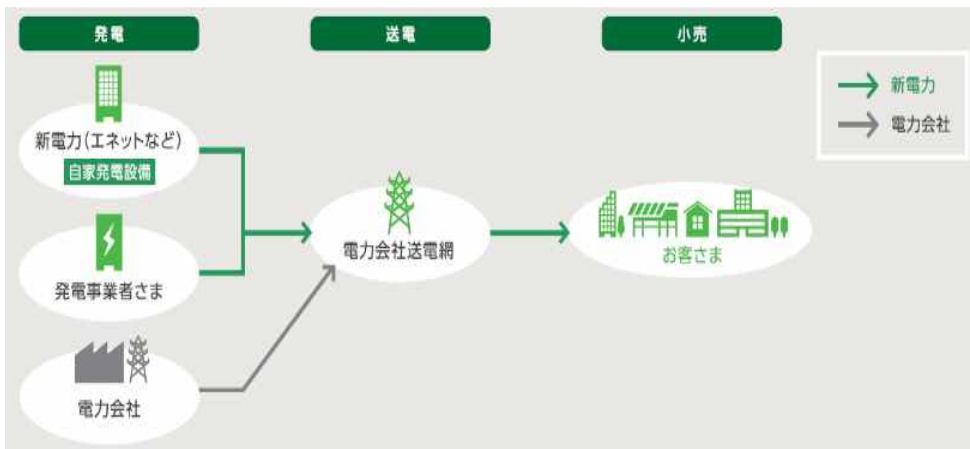 発電
送電
小売
新電力
電力会社
新電力(エネットなど)
自家発電設備
発電事業者さま
電力会社
電力会社送電網
お客さま